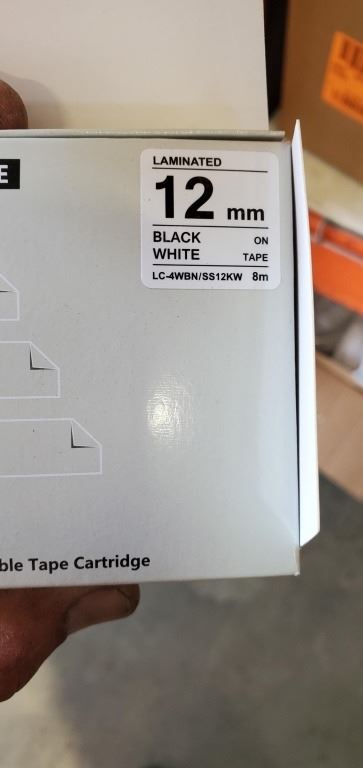 E
LAMINATED
12 mm
BLACK ON
WHITE TAPE
LC-4WBN/SS12KW 8m
ble Tape Cartridge